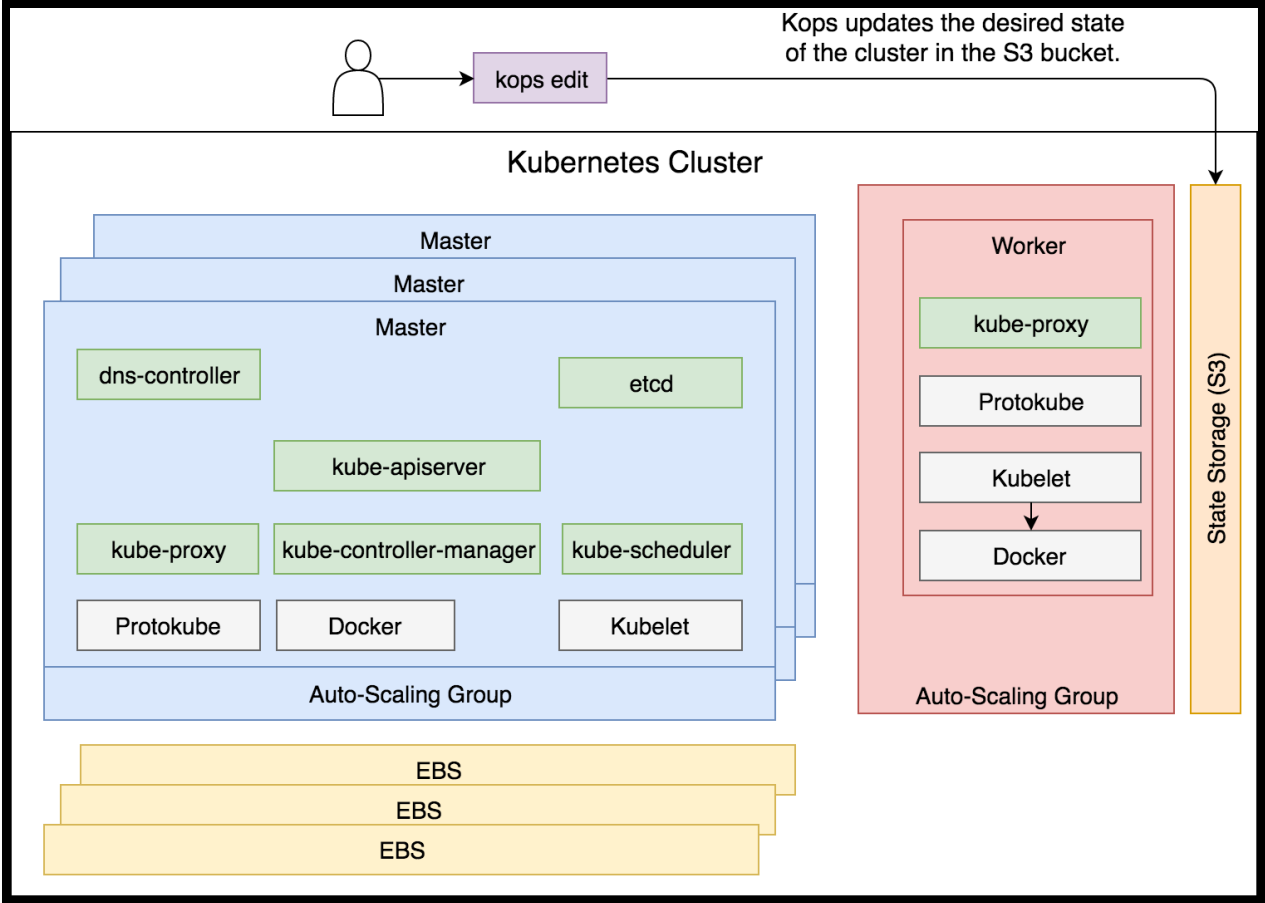 Kops updates the desired state
of the cluster in the S3 bucket.
kops edit
Kubernetes Cluster
Master
Master
Master
dns-controller
etcd
kube-apiserver
kube-proxy
kube-controller-manager
kube-scheduler
Protokube
Docker
Kubelet
Auto-Scaling Group
EBS
EBS
EBS
Worker
kube-proxy
Protokube
Kubelet
Docker
Auto-Scaling Group
State Storage (S3)